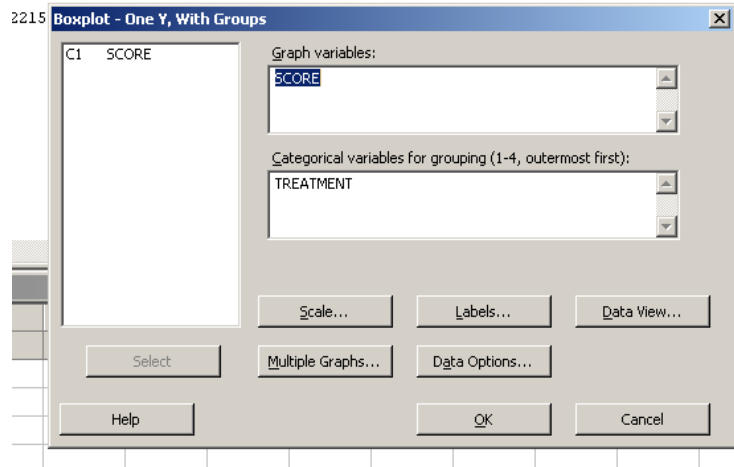 2215
Boxplot - One Y, With Groups
C1 SCORE
Graph variables:
SCORE
Categorical variables for grouping (1-4, outermost first):
TREATMENT
Scale...
Labels...
Data View...
Select
Multiple Graphs...
Data Options...
Help
OK
Cancel